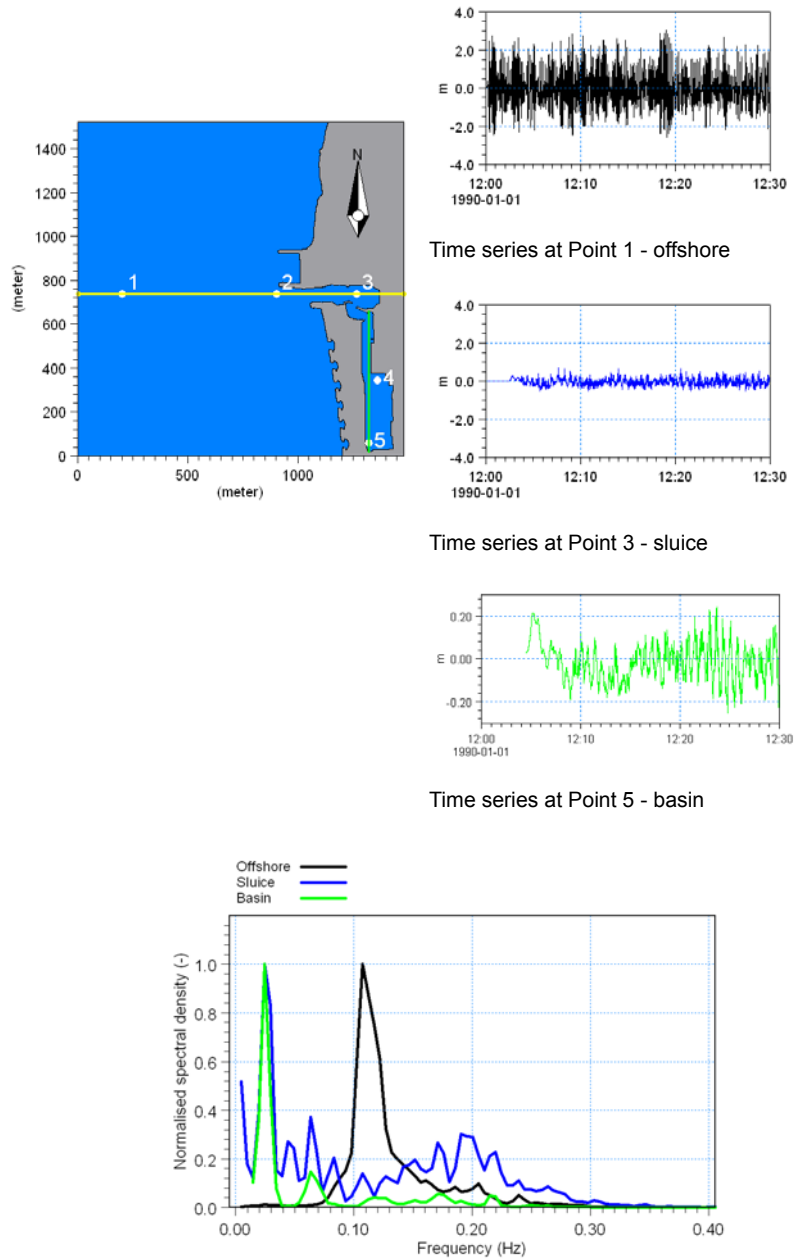 4.0
2.0
0.0
-2.0
-4.0
m
12:00 12:10 12:20 12:30
1990-01-01
Time series at Point 1 - offshore
1400
1200
1000
800
600
400
200
0
(meter)
0 500 1000
(meter)
N
1
2
3
4
5
4.0
2.0
0.0
-2.0
-4.0
m
12:00 12:10 12:20 12:30
1990-01-01
Time series at Point 3 - sluice
0.20
0.00
-0.20
m
12:00 12:10 12:20 12:30
1990-01-01
Time series at Point 5 - basin
Offshore
Sluice
Basin
1.0
0.8
0.6
0.4
0.2
0.0
Normalised spectral density (-)
0.00 0.10 0.20 0.30 0.40
Frequency (Hz)